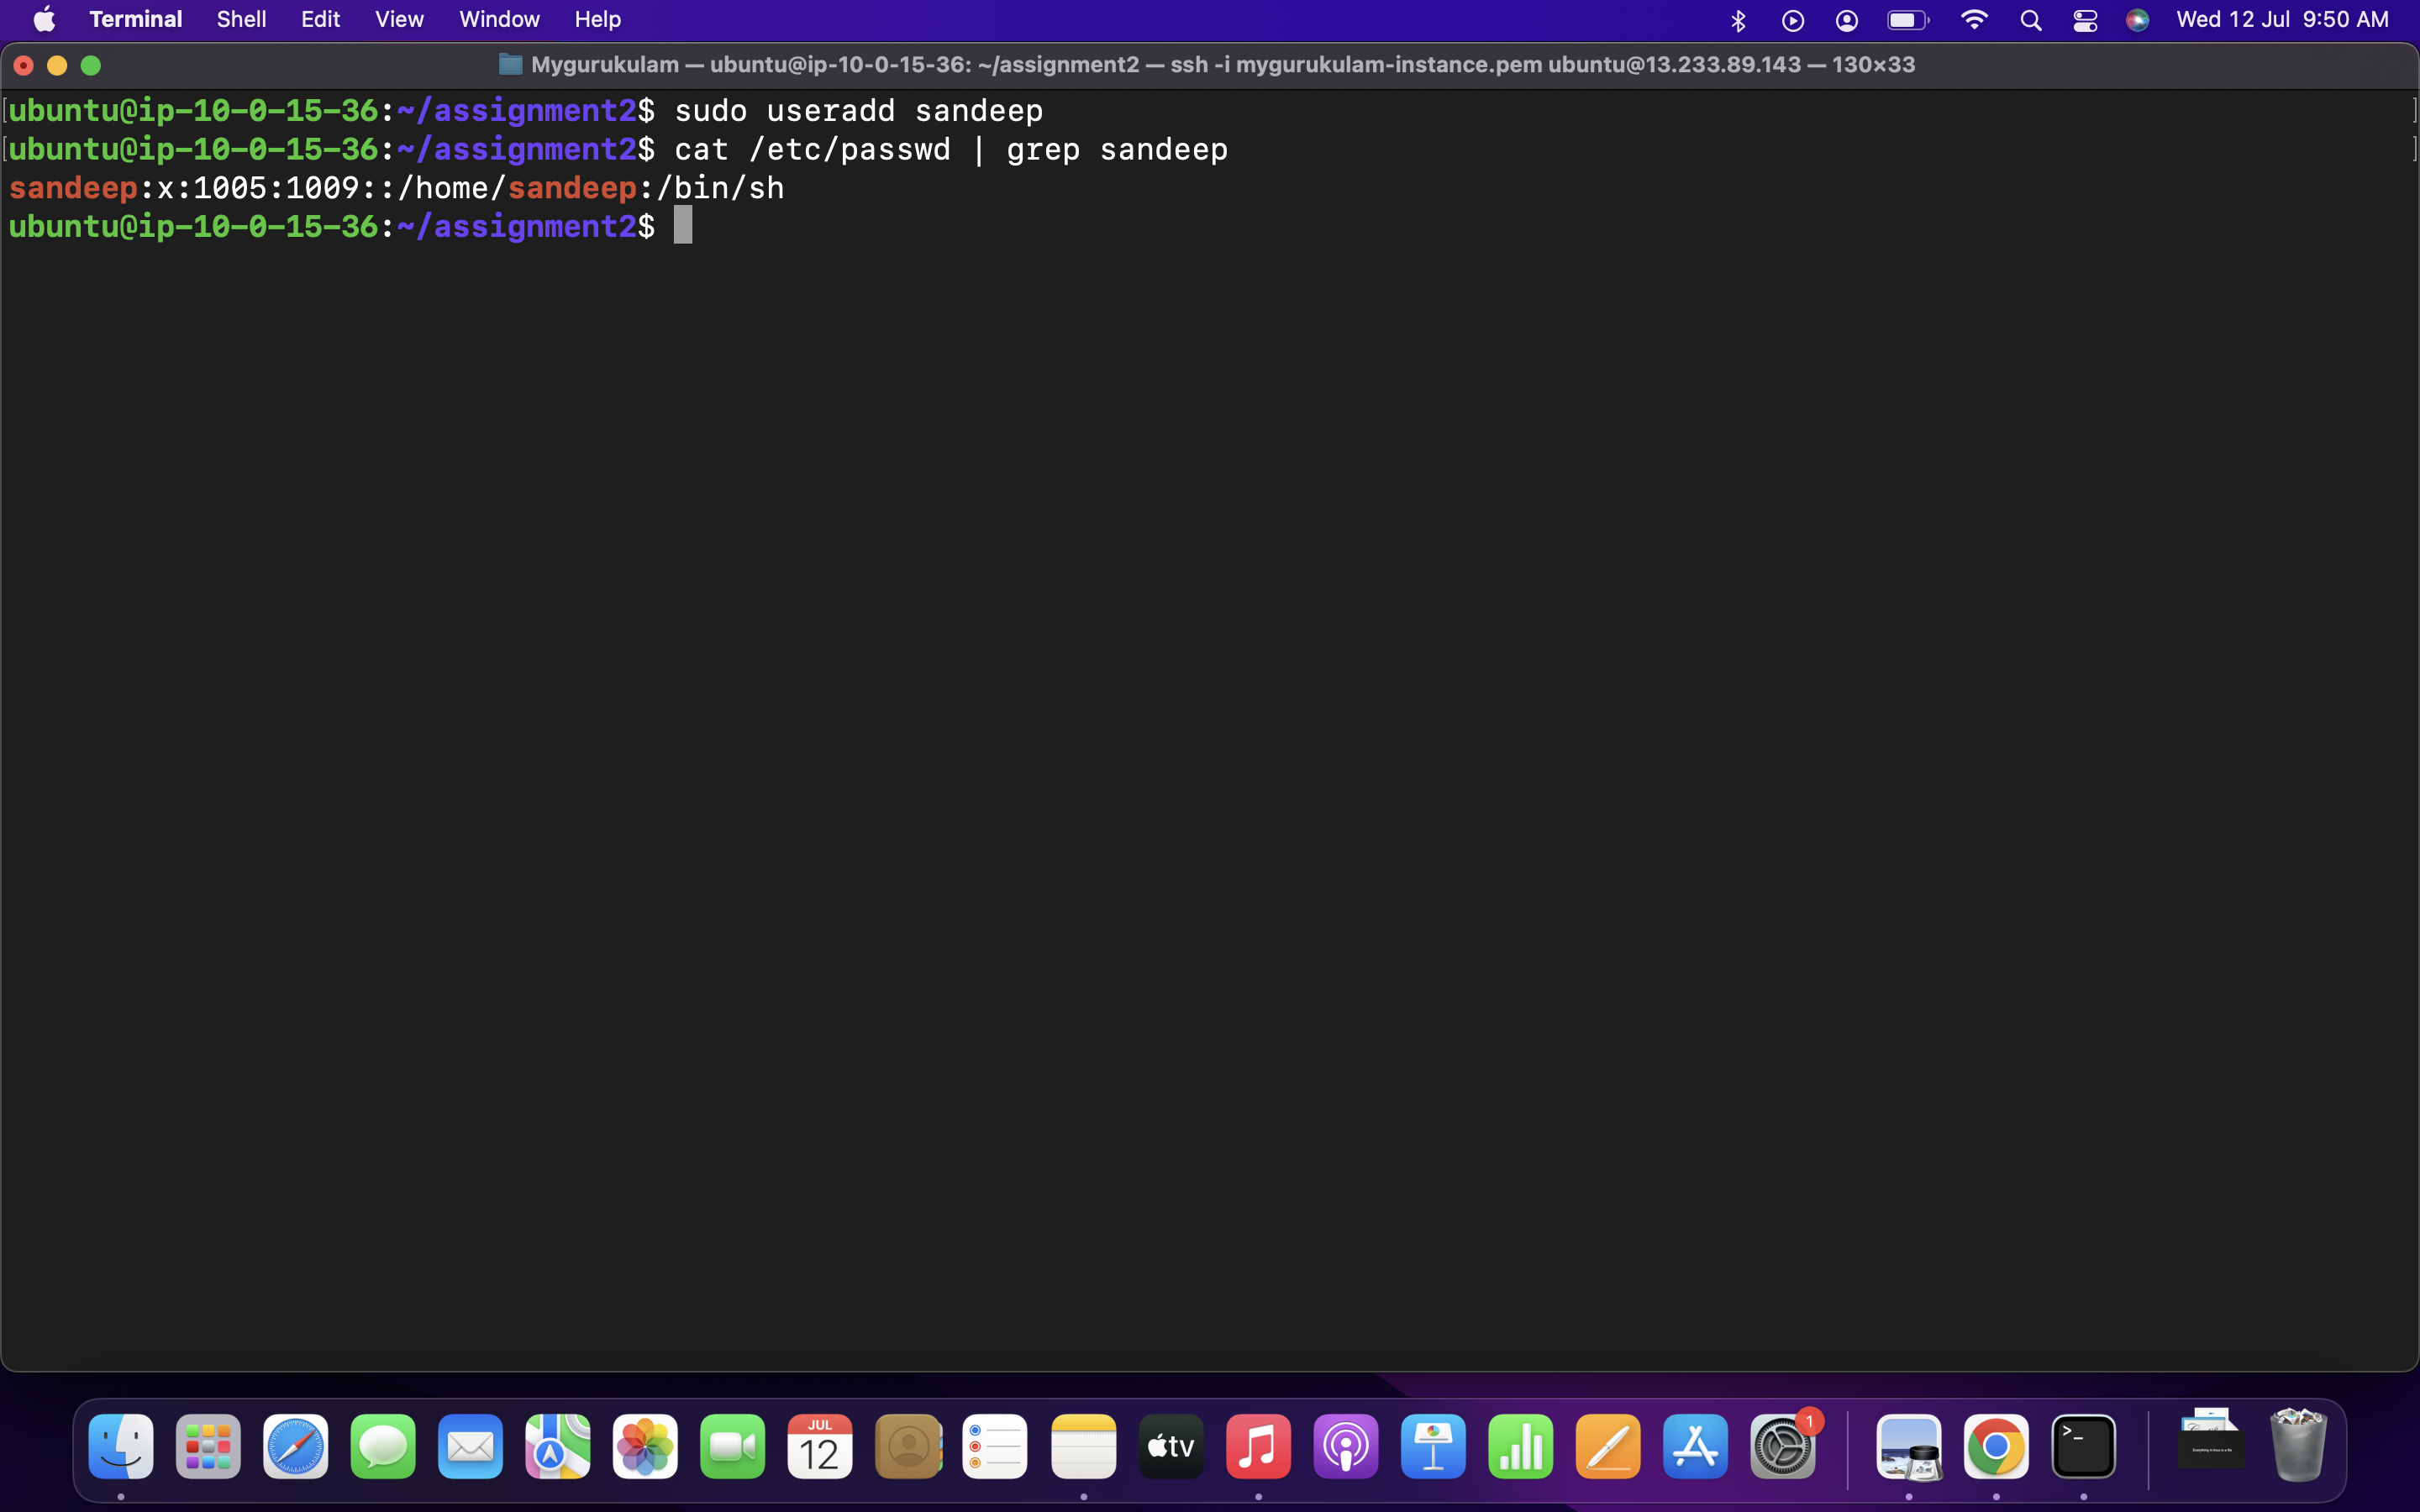 Terminal Shell Edit View Window Help Wed 12 Jul 9:50 AM
Mygurukulam — ubuntu@ip-10-0-15-36: ~/assignment2 — ssh -i mygurukulam-instance.pem ubuntu@13.233.89.143 — 130×33
[ubuntu@ip-10-0-15-36:~/assignment2$ sudo useradd sandeep ]
[ubuntu@ip-10-0-15-36:~/assignment2$ cat /etc/passwd | grep sandeep ]
sandeep:x:1005:1009::/home/sandeep:/bin/sh
ubuntu@ip-10-0-15-36:~/assignment2$
JUL
12
tv
1
>_